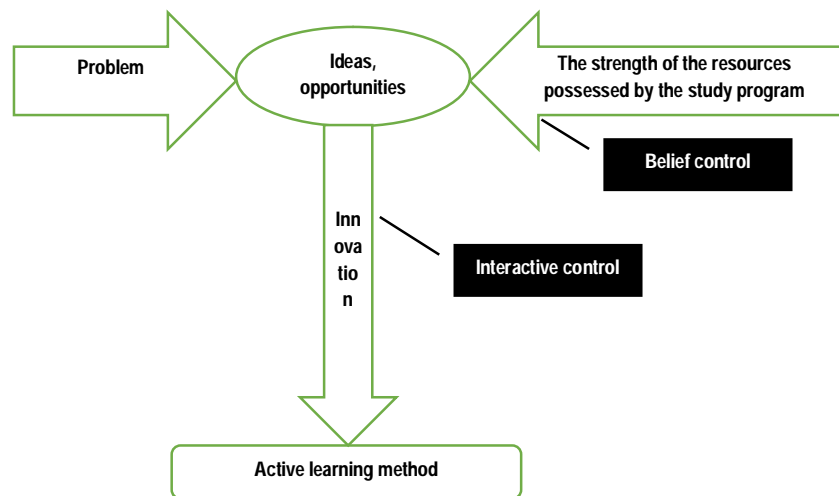 Problem
Ideas,
opportunities
The strength of the resources
possessed by the study program
Belief control
Inn
ova
tio
n
Interactive control
Active learning method